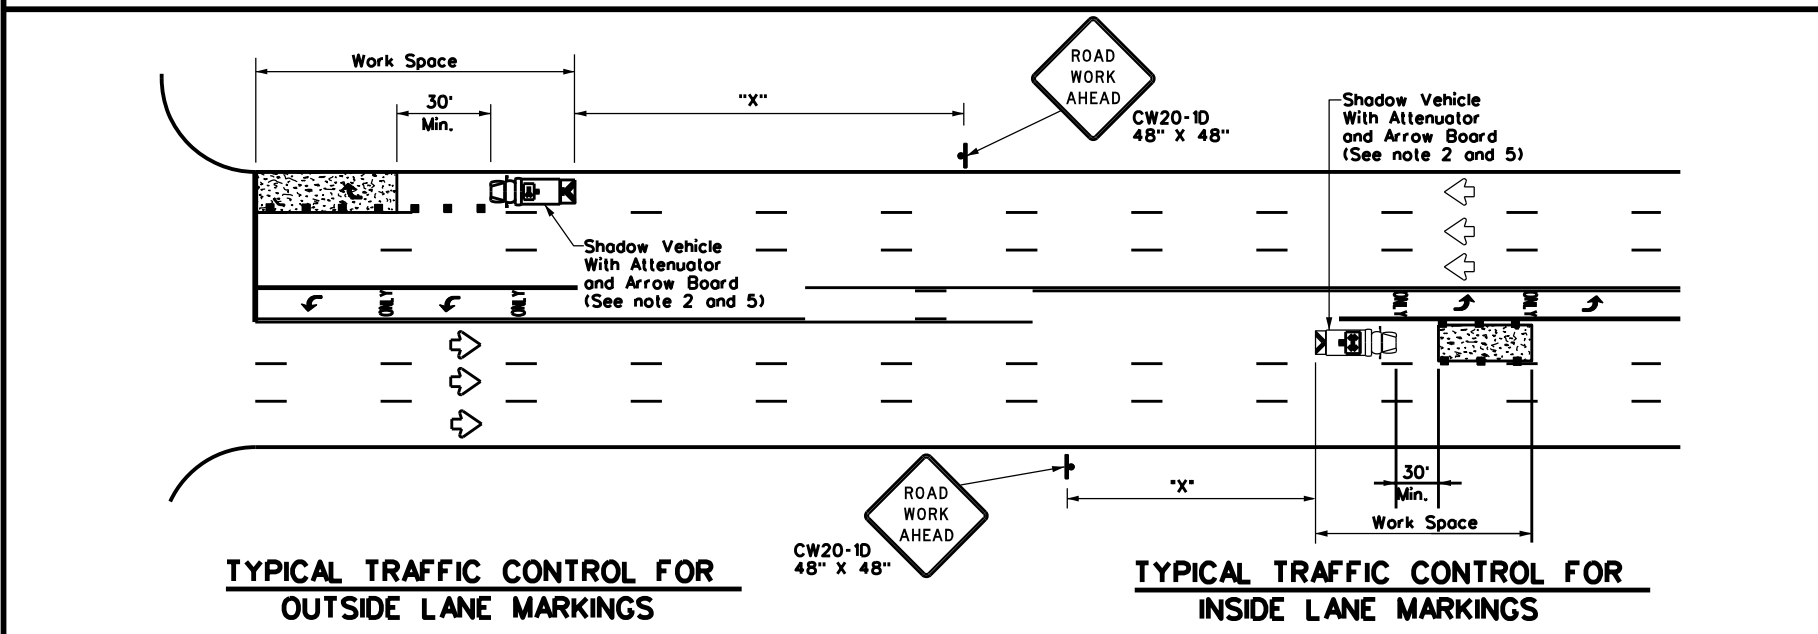 Work Space
30'
Min.
"X"
ROAD
WORK
AHEAD
CW20-1D
48" X 48"
Shadow Vehicle
With Attenuator
and Arrow Board
(See note 2 and 5)
Shadow Vehicle
With Attenuator
and Arrow Board
(See note 2 and 5)
ONLY
ONLY
ONLY
ONLY
ROAD
WORK
AHEAD
CW20-1D
48" X 48"
"X"
30'
Min.
Work Space
TYPICAL TRAFFIC CONTROL FOR
OUTSIDE LANE MARKINGS
TYPICAL TRAFFIC CONTROL FOR
INSIDE LANE MARKINGS